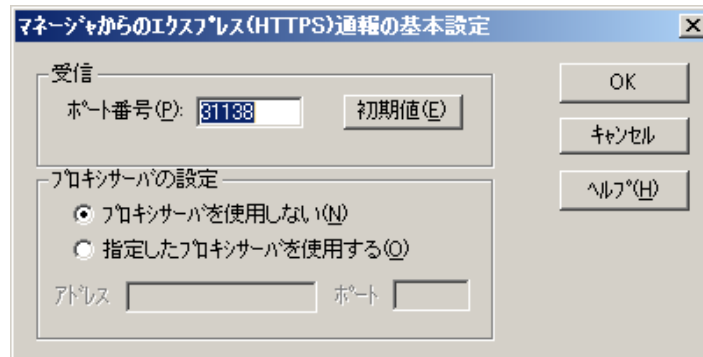 マネージャからのエクスプレス(HTTPS)通報の基本設定
受信
ポート番号(P): 31138
初期値(E)
OK
キャンセル
ヘルプ(H)
プロキシサーバの設定
プロキシサーバを使用しない(N)
指定したプロキシサーバを使用する(O)
アドレス
ポート